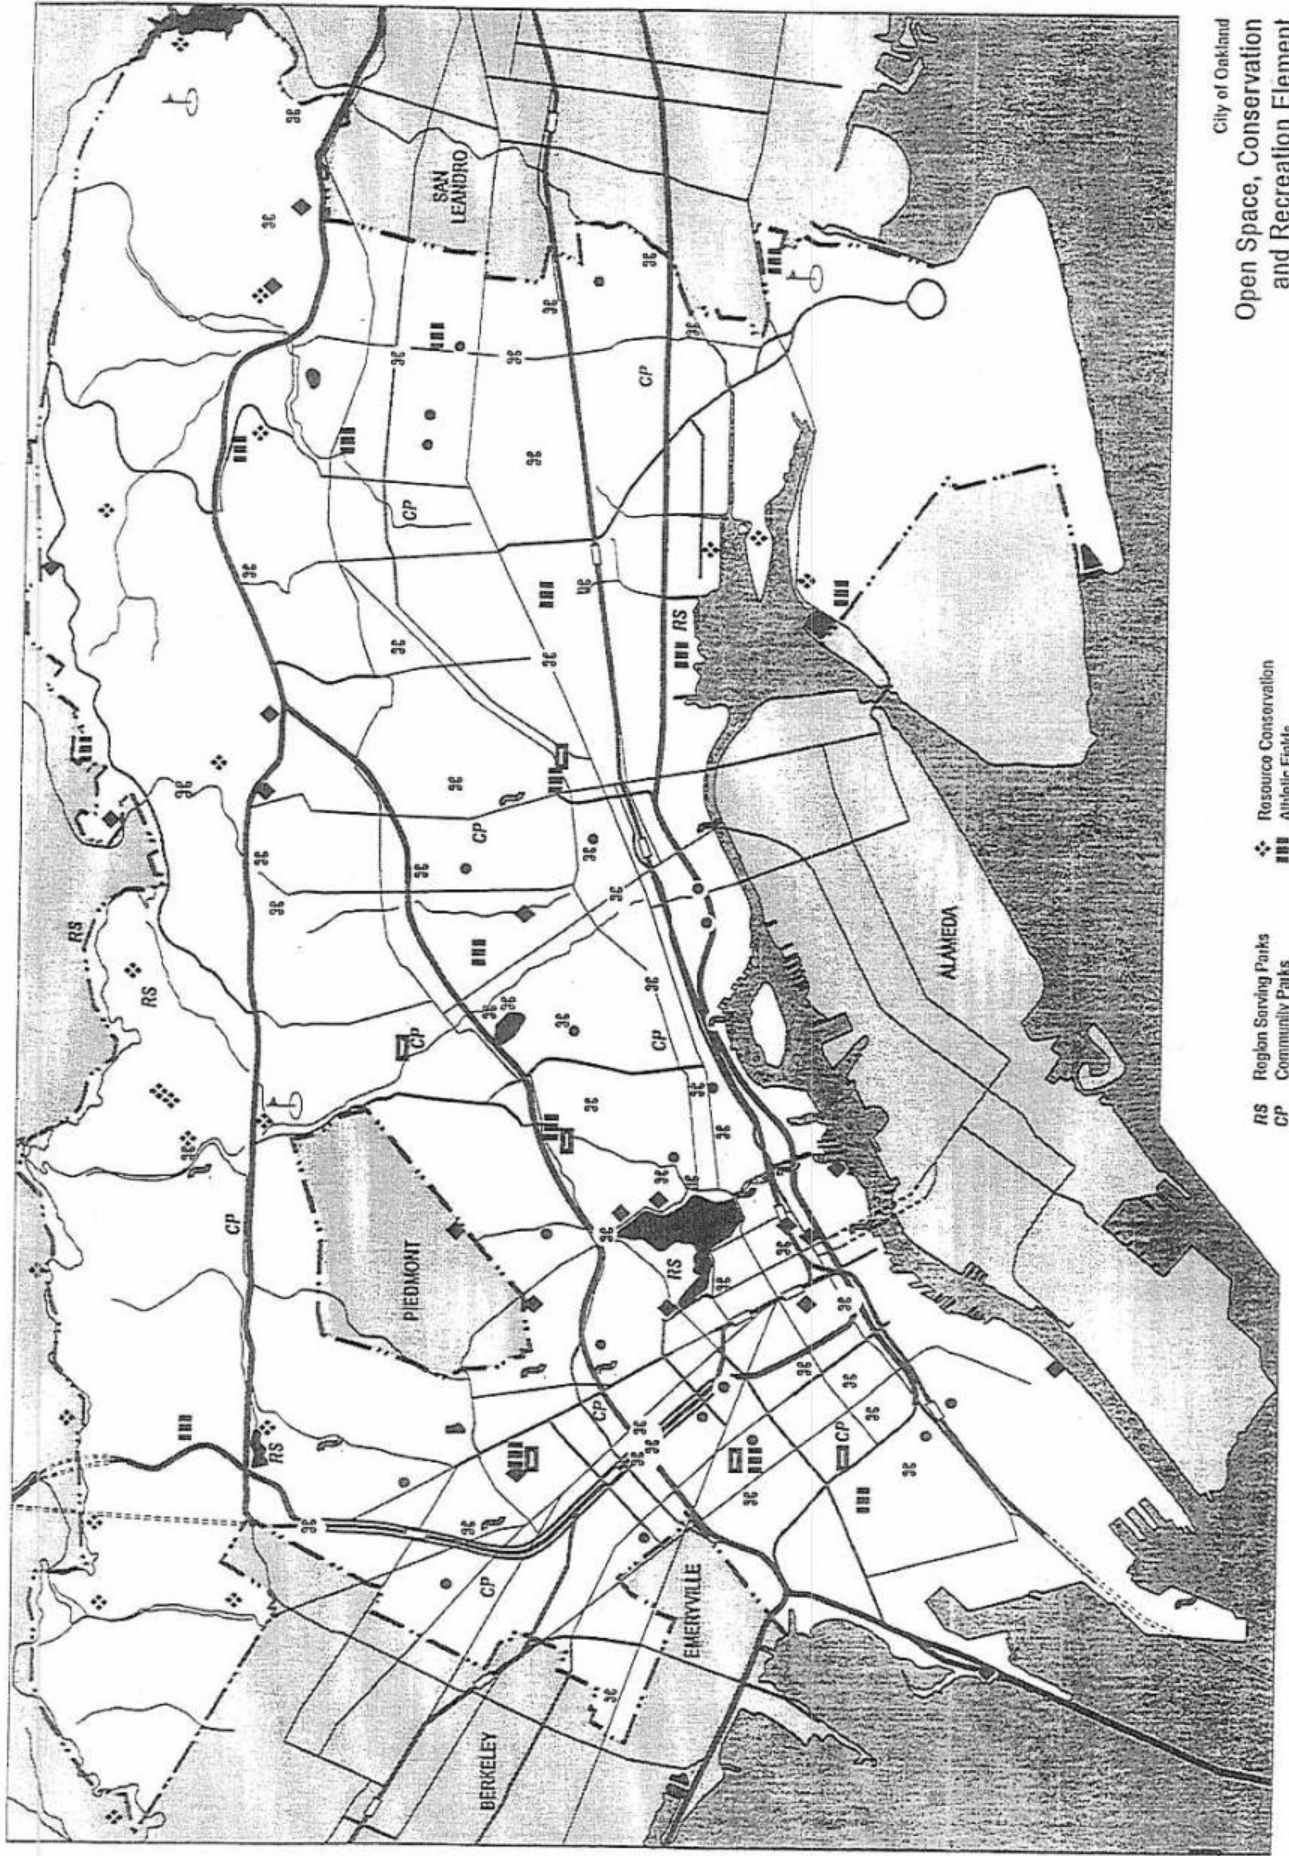 City of Oakland
Open Space, Conservation
and Recreation Element
RS Region Serving Parks
CP Community Parks
Resource Conservation
Athletic Fields
SAN
LEANDRO
PIEDMONT
ALAMEDA
EMERYVILLE
BERKELEY
RS
RS
RS
RS
RS
CP
CP
CP
CP
CP
CP
CP
CP
CP